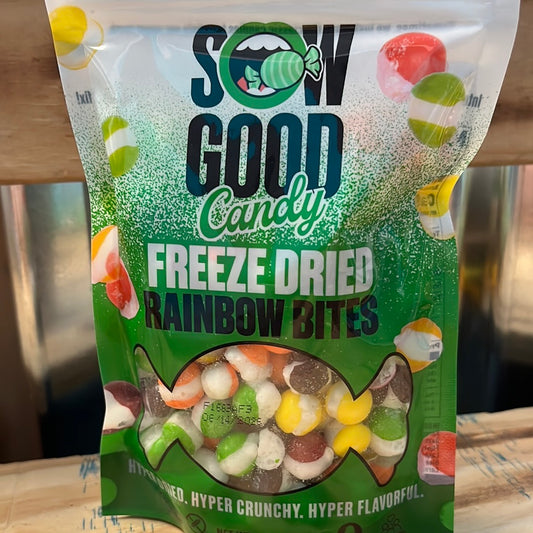 SOW
GOOD
Candy
FREEZE DRIED
RAINBOW BITES
HYPER DRIED. HYPER CRUNCHY. HYPER FLAVORFUL.